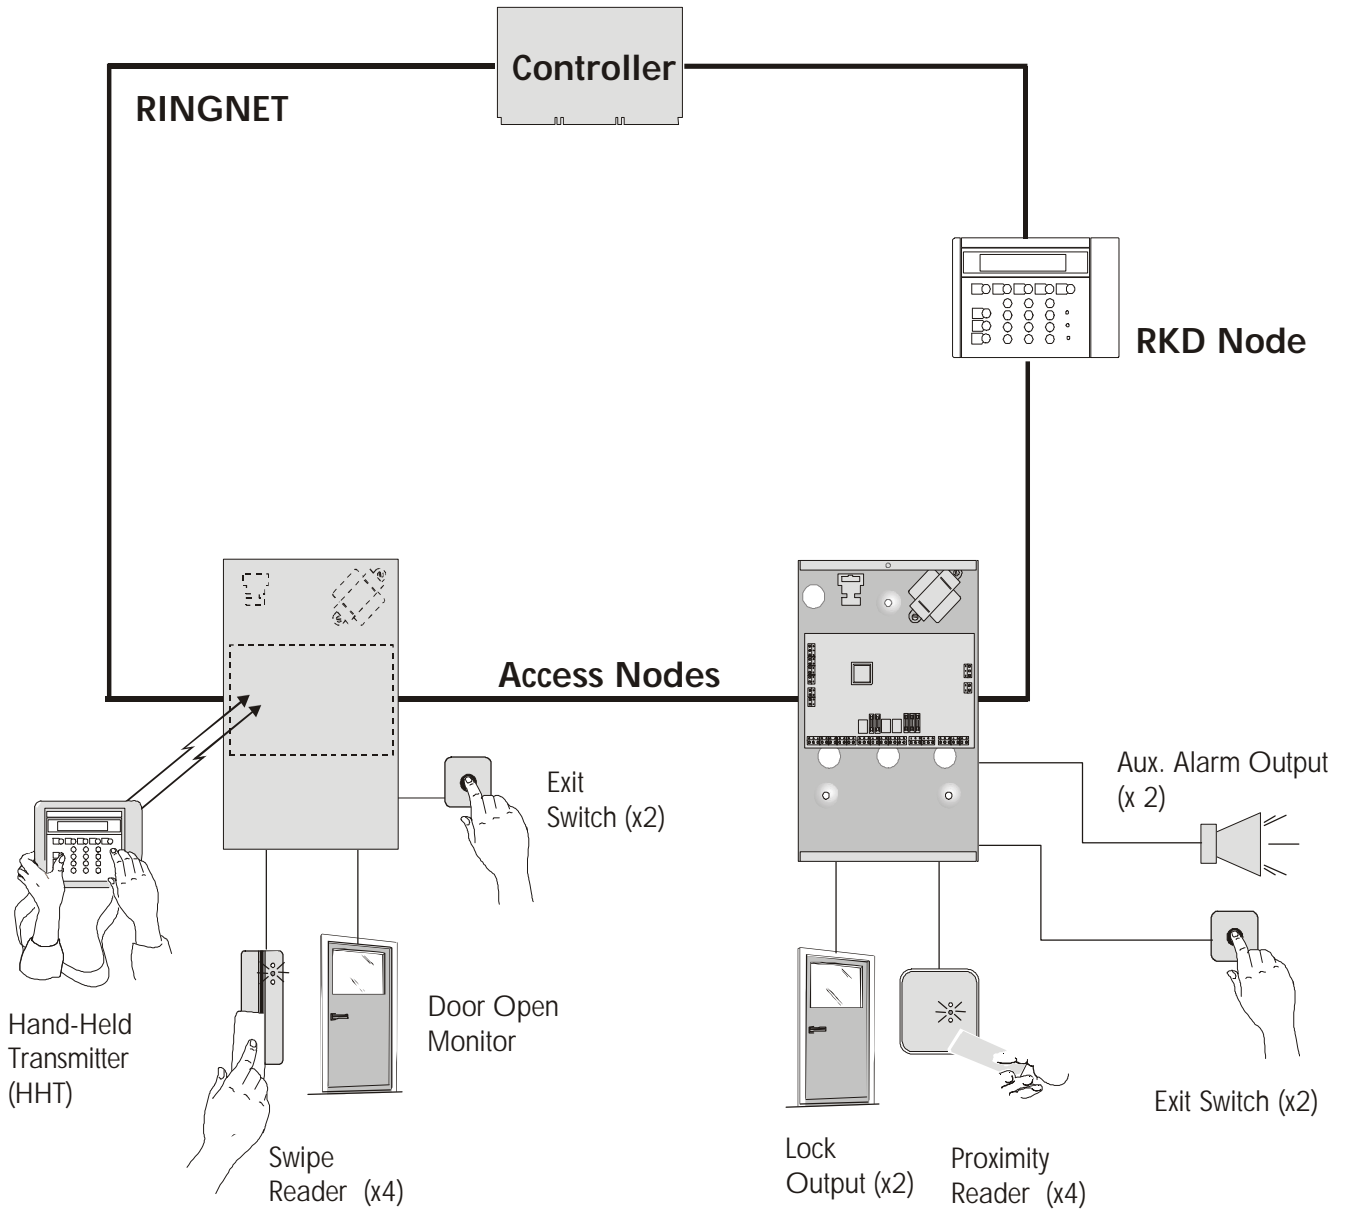 Controller
RINGNET
RKD Node
Access Nodes
Exit
Switch (x2)
Aux. Alarm Output
(x 2)
Hand-Held
Transmitter
(HHT)
Door Open
Monitor
Swipe
Reader (x4)
Lock
Output (x2)
Proximity
Reader (x4)
Exit Switch (x2)